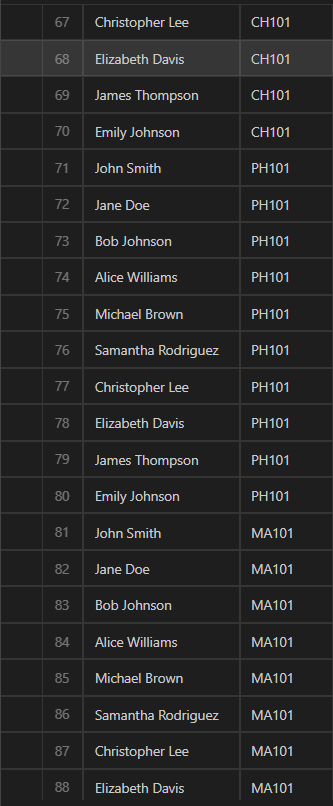 67 Christopher Lee CH101
68 Elizabeth Davis CH101
69 James Thompson CH101
70 Emily Johnson CH101
71 John Smith PH101
72 Jane Doe PH101
73 Bob Johnson PH101
74 Alice Williams PH101
75 Michael Brown PH101
76 Samantha Rodriguez PH101
77 Christopher Lee PH101
78 Elizabeth Davis PH101
79 James Thompson PH101
80 Emily Johnson PH101
81 John Smith MA101
82 Jane Doe MA101
83 Bob Johnson MA101
84 Alice Williams MA101
85 Michael Brown MA101
86 Samantha Rodriguez MA101
87 Christopher Lee MA101
88 Elizabeth Davis MA101